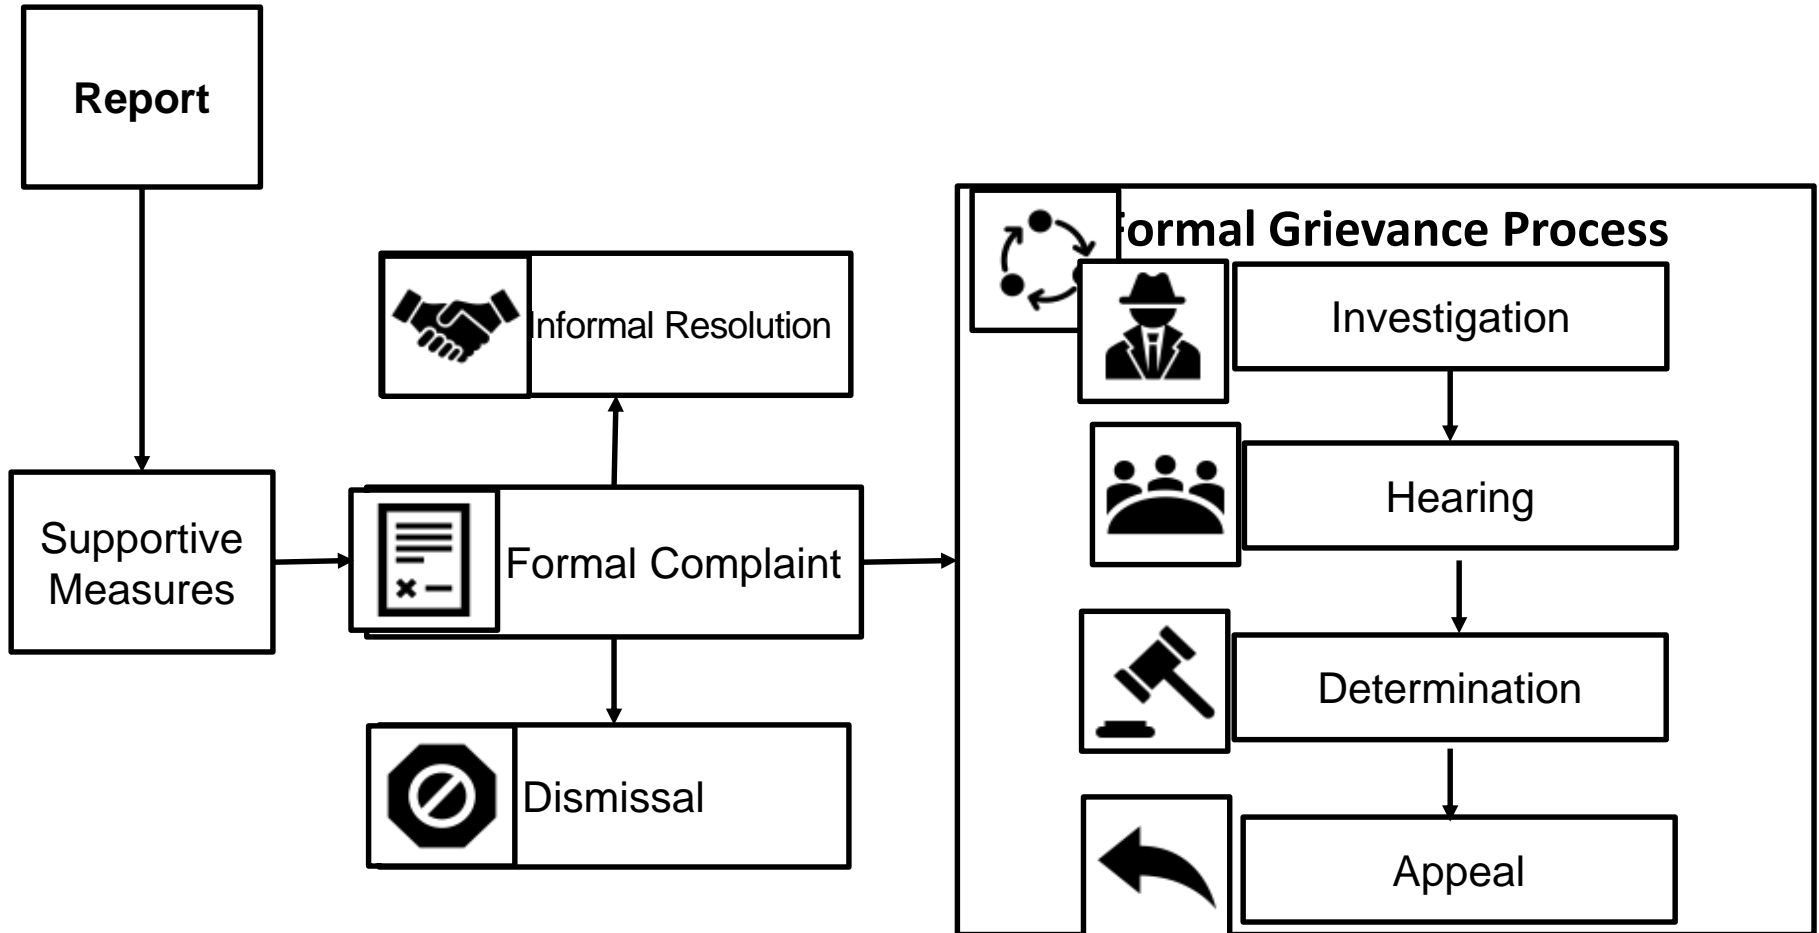 Report
Supportive
Measures
Informal Resolution
Formal Complaint
Dismissal
ormal Grievance Process
Investigation
Hearing
Determination
Appeal